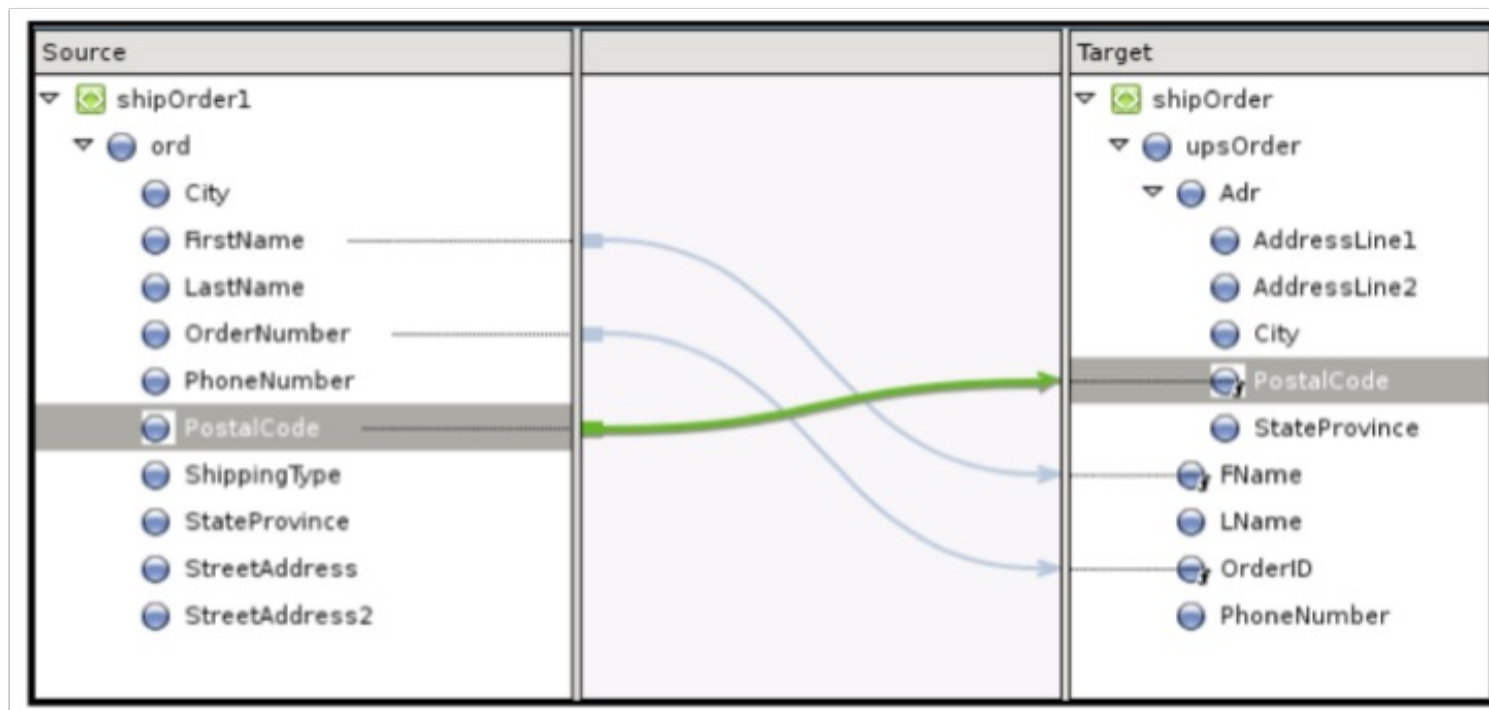 Source
shipOrder1
ord
City
FirstName
LastName
OrderNumber
PhoneNumber
PostalCode
ShippingType
StateProvince
StreetAddress
StreetAddress2
Target
shipOrder
upsOrder
Adr
AddressLine1
AddressLine2
City
PostalCode
StateProvince
FName
LName
OrderID
PhoneNumber